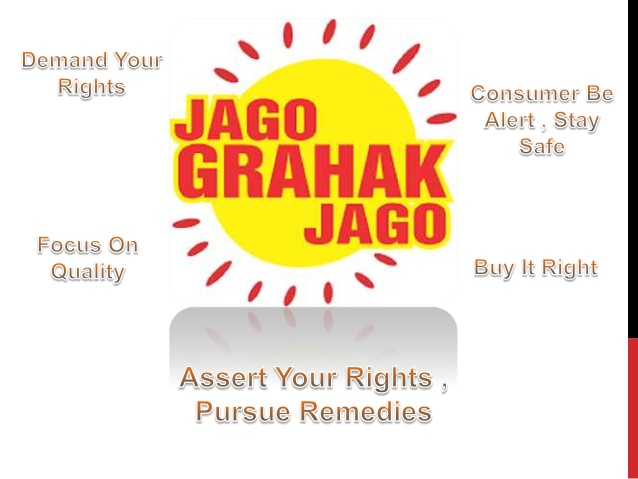 Demand Your
Rights
JAGO
GRAHAK
JAGO
Consumer Be
Alert , Stay
Safe
Focus On
Quality
Buy It Right
Assert Your Rights ,
Pursue Remedies